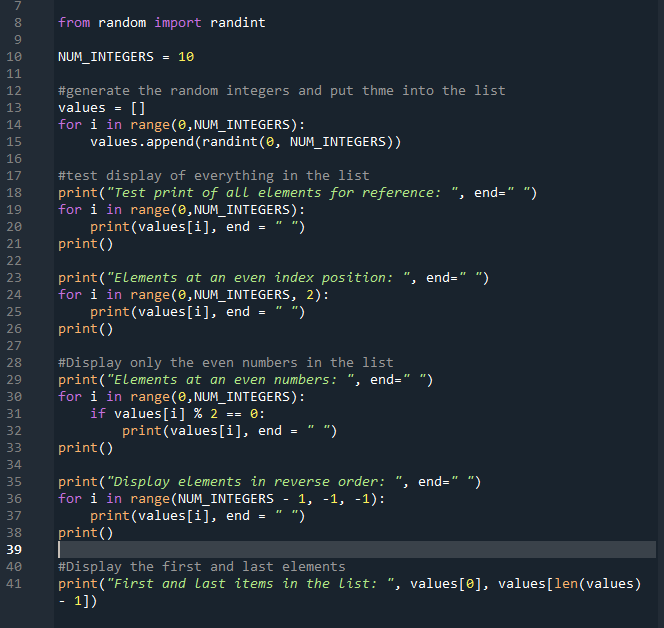 7
8 from random import randint
9
10 NUM_INTEGERS = 10
11
12 #generate the random integers and put thme into the list
13 values = []
14 for i in range(0,NUM_INTEGERS):
15     values.append(randint(0, NUM_INTEGERS))
16
17 #test display of everything in the list
18 print("Test print of all elements for reference: ", end=" ")
19 for i in range(0,NUM_INTEGERS):
20     print(values[i], end = " ")
21 print()
22
23 print("Elements at an even index position: ", end=" ")
24 for i in range(0,NUM_INTEGERS, 2):
25     print(values[i], end = " ")
26 print()
27
28 #Display only the even numbers in the list
29 print("Elements at an even numbers: ", end=" ")
30 for i in range(0,NUM_INTEGERS):
31     if values[i] % 2 == 0:
32         print(values[i], end = " ")
33 print()
34
35 print("Display elements in reverse order: ", end=" ")
36 for i in range(NUM_INTEGERS - 1, -1, -1):
37     print(values[i], end = " ")
38 print()
39
40 #Display the first and last elements
41 print("First and last items in the list: ", values[0], values[len(values)
- 1])